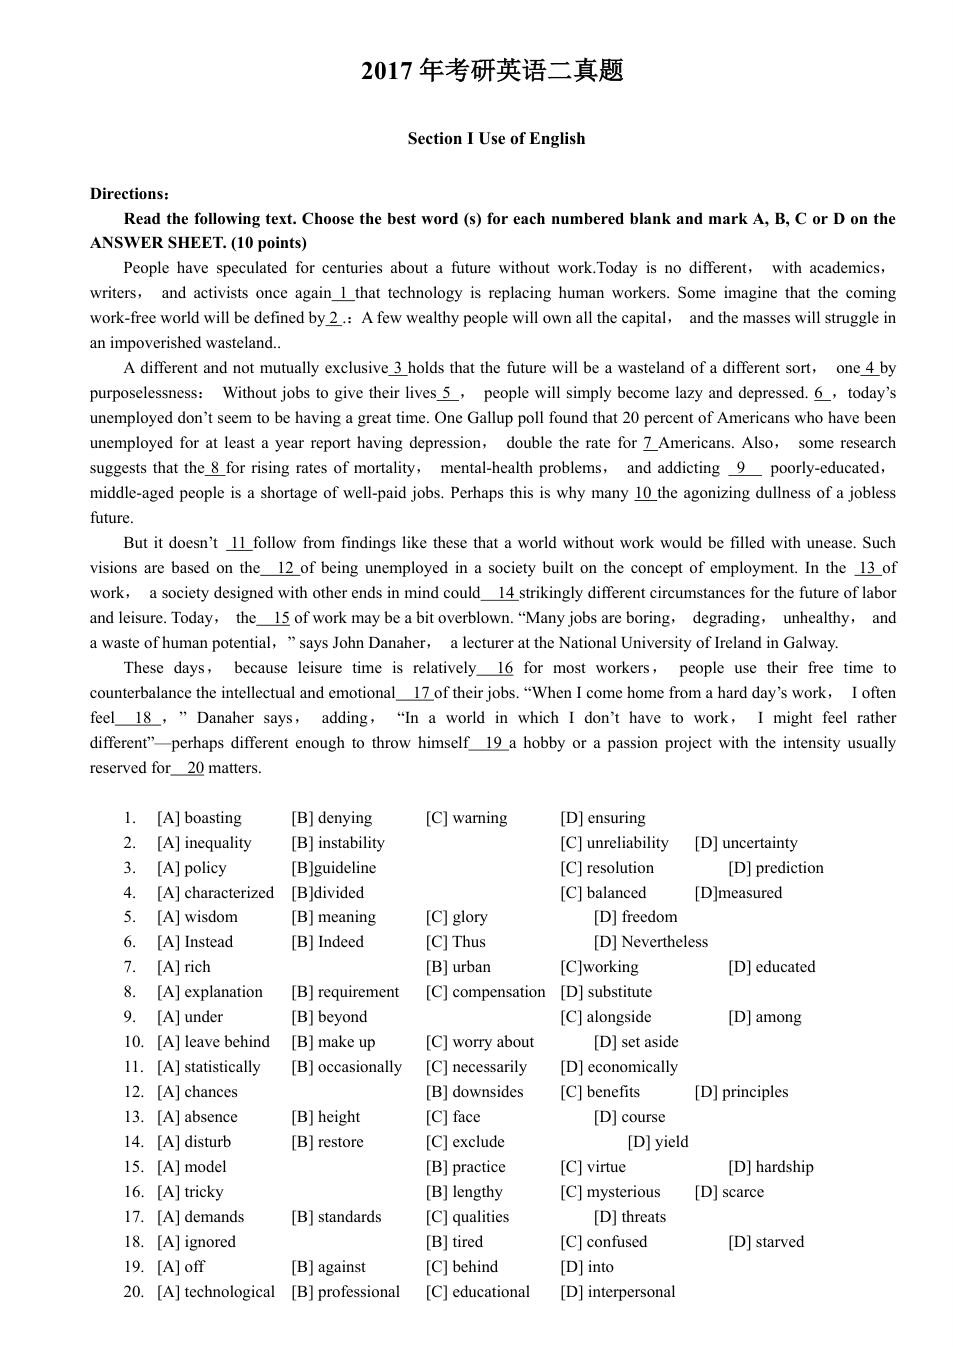 2017 年考研英语二真题
Section I Use of English
Directions：
Read the following text. Choose the best word (s) for each numbered blank and mark A, B, C or D on the
ANSWER SHEET. (10 points)
People have speculated for centuries about a future without work.Today is no different， with academics，
writers， and activists once again 1 that technology is replacing human workers. Some imagine that the coming
work-free world will be defined by 2 .：A few wealthy people will own all the capital， and the masses will struggle in
an impoverished wasteland..
A different and not mutually exclusive 3 holds that the future will be a wasteland of a different sort， one 4 by
purposelessness： Without jobs to give their lives 5 ， people will simply become lazy and depressed. 6 ，today’s
unemployed don’t seem to be having a great time. One Gallup poll found that 20 percent of Americans who have been
unemployed for at least a year report having depression， double the rate for 7 Americans. Also， some research
suggests that the 8 for rising rates of mortality， mental-health problems， and addicting 9 poorly-educated，
middle-aged people is a shortage of well-paid jobs. Perhaps this is why many 10 the agonizing dullness of a jobless
future.
But it doesn’t 11 follow from findings like these that a world without work would be filled with unease. Such
visions are based on the 12 of being unemployed in a society built on the concept of employment. In the 13 of
work， a society designed with other ends in mind could 14 strikingly different circumstances for the future of labor
and leisure. Today， the 15 of work may be a bit overblown. “Many jobs are boring， degrading， unhealthy， and
a waste of human potential，” says John Danaher， a lecturer at the National University of Ireland in Galway.
These days， because leisure time is relatively 16 for most workers， people use their free time to
counterbalance the intellectual and emotional 17 of their jobs. “When I come home from a hard day’s work， I often
feel 18 ，” Danaher says， adding， “In a world in which I don’t have to work， I might feel rather
different”—perhaps different enough to throw himself 19 a hobby or a passion project with the intensity usually
reserved for 20 matters.
1. [A] boasting [B] denying [C] warning [D] ensuring
2. [A] inequality [B] instability [C] unreliability [D] uncertainty
3. [A] policy [B]guideline [C] resolution [D] prediction
4. [A] characterized [B]divided [C] balanced [D]measured
5. [A] wisdom [B] meaning [C] glory [D] freedom
6. [A] Instead [B] Indeed [C] Thus [D] Nevertheless
7. [A] rich [B] urban [C]working [D] educated
8. [A] explanation [B] requirement [C] compensation [D] substitute
9. [A] under [B] beyond [C] alongside [D] among
10. [A] leave behind [B] make up [C] worry about [D] set aside
11. [A] statistically [B] occasionally [C] necessarily [D] economically
12. [A] chances [B] downsides [C] benefits [D] principles
13. [A] absence [B] height [C] face [D] course
14. [A] disturb [B] restore [C] exclude [D] yield
15. [A] model [B] practice [C] virtue [D] hardship
16. [A] tricky [B] lengthy [C] mysterious [D] scarce
17. [A] demands [B] standards [C] qualities [D] threats
18. [A] ignored [B] tired [C] confused [D] starved
19. [A] off [B] against [C] behind [D] into
20. [A] technological [B] professional [C] educational [D] interpersonal